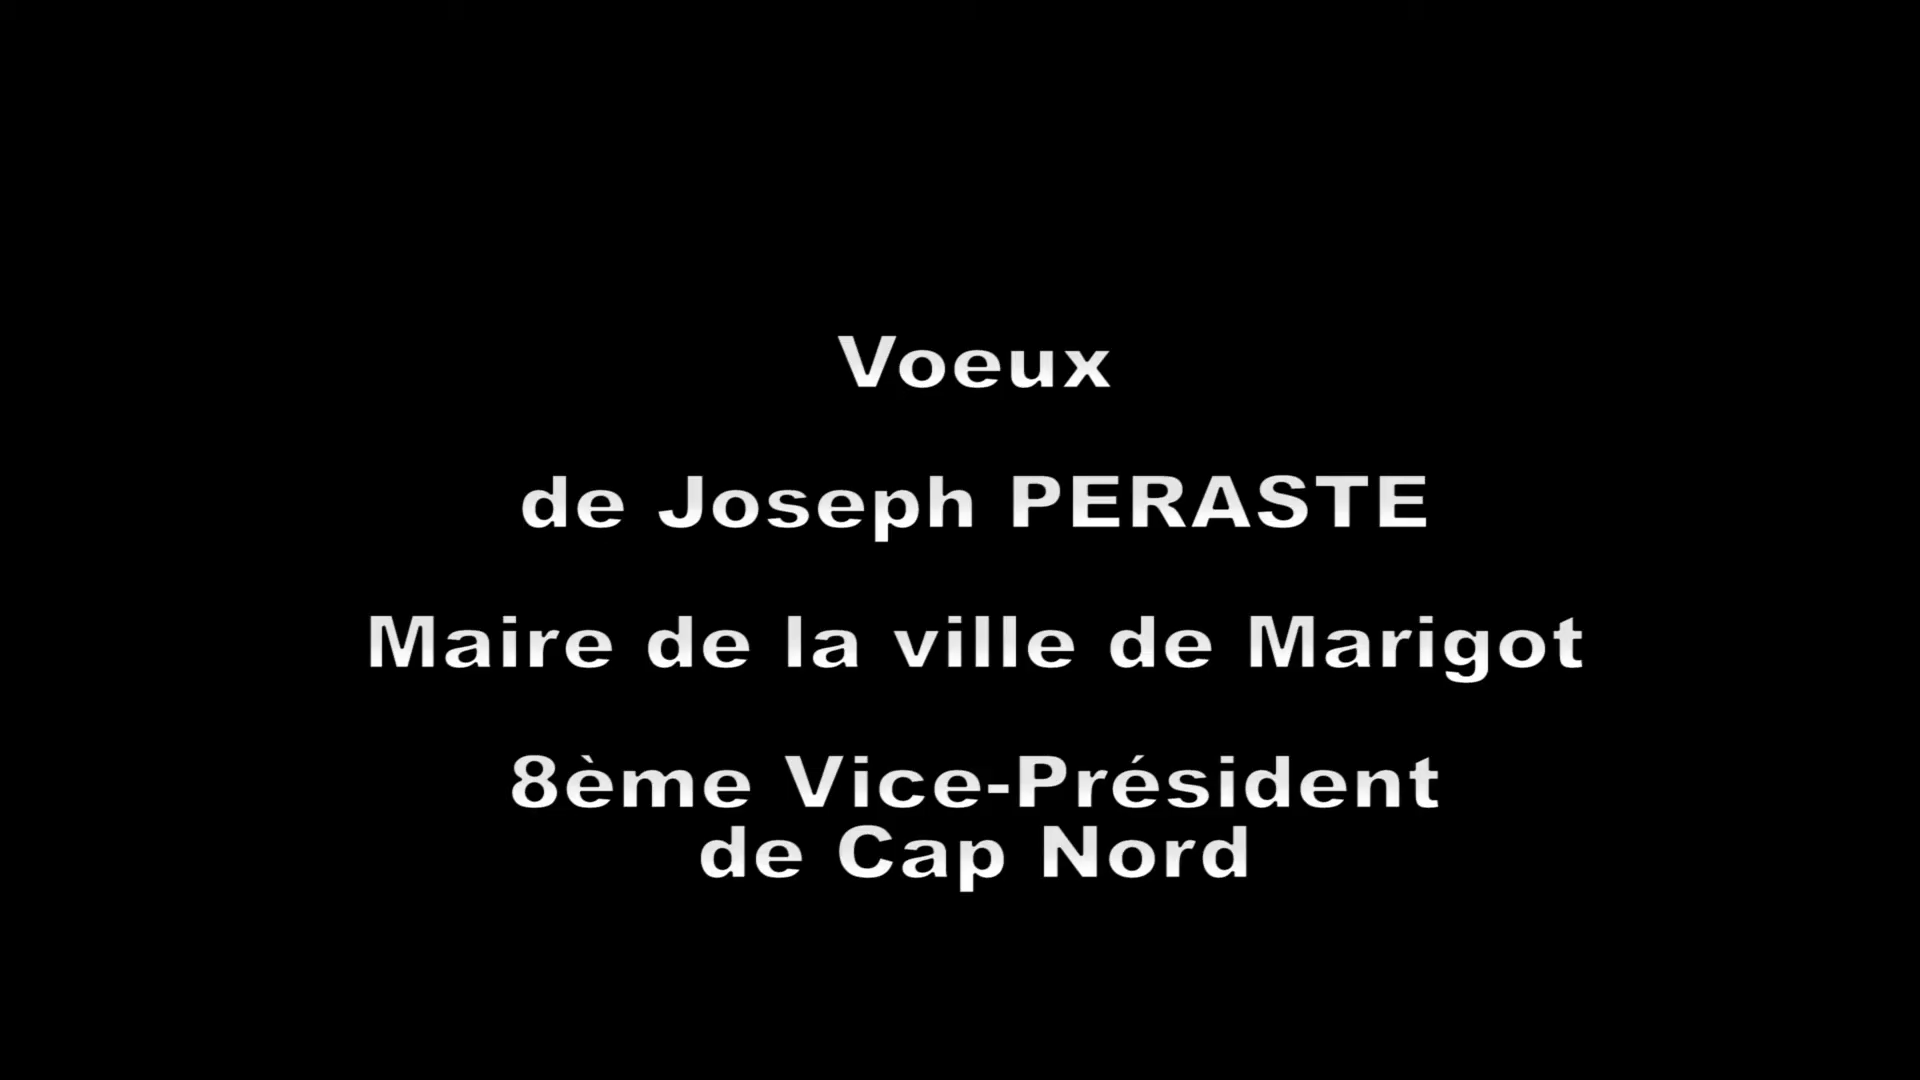 Voeux
de Joseph PERASTE
Maire de la ville de Marigot
8ème Vice-Président
de Cap Nord